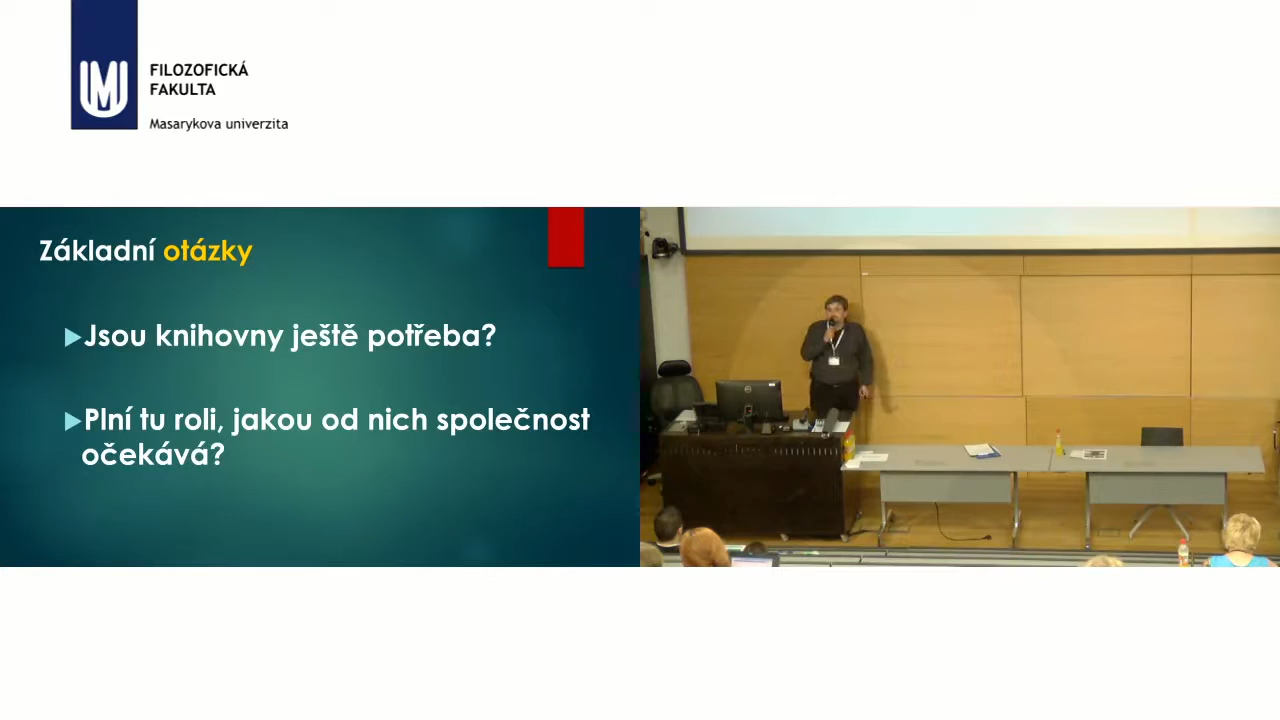 FILOZOFICKÁ
FAKULTA
Masarykova univerzita
Základní otázky
Jsou knihovny ještě potřeba?
Plní tu roli, jakou od nich společnost
očekává?